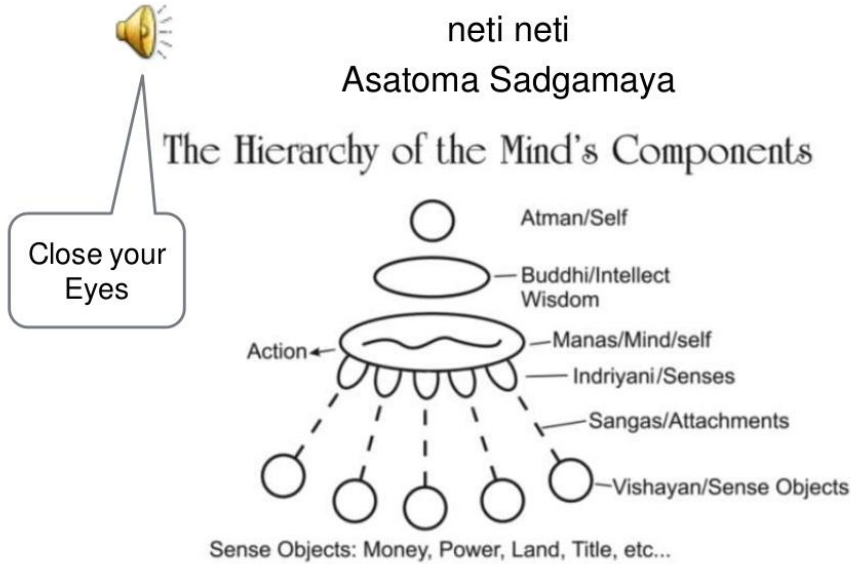 neti neti
Asatoma Sadgamaya
The Hierarchy of the Mind's Components
Close your
Eyes
Atman/Self
Buddhi/Intellect
Wisdom
Action
Manas/Mind/self
Indriyani/Senses
Sangas/Attachments
Vishayan/Sense Objects
Sense Objects: Money, Power, Land, Title, etc...